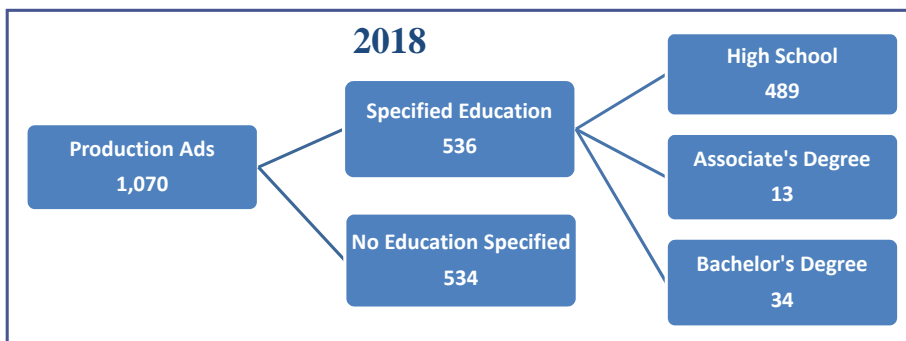 2018
Production Ads
1,070
Specified Education
536
No Education Specified
534
High School
489
Associate's Degree
13
Bachelor's Degree
34